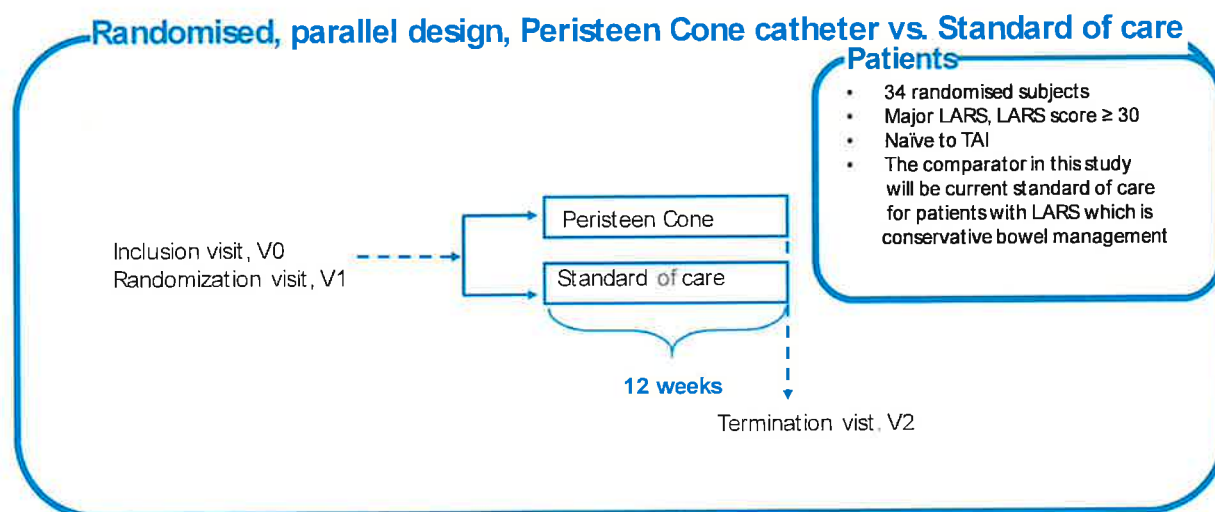 Randomised, parallel design, Peristeen Cone catheter vs. Standard of care
Patients
• 34 randomised subjects
• Major LARS, LARS score ≥ 30
• Naïve to TAI
• The comparator in this study
will be current standard of care
for patients with LARS which is
conservative bowel management
Peristeen Cone
Inclusion visit, V0
Randomization visit, V1
Standard of care
12 weeks
Termination vist, V2